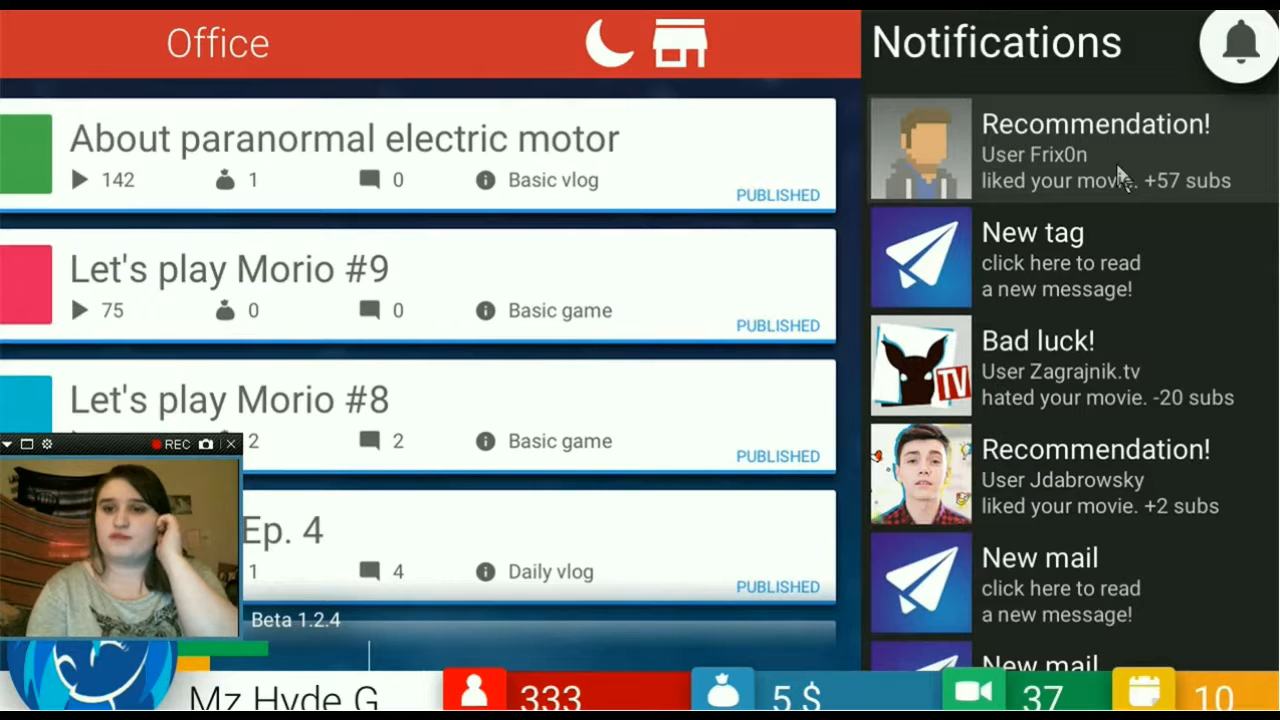 Office
Notifications
About paranormal electric motor
142 1 0 Basic vlog
PUBLISHED
Let's play Morio #9
75 0 0 Basic game
PUBLISHED
Let's play Morio #8
2 2 Basic game
PUBLISHED
Ep. 4
1 4 Daily vlog
PUBLISHED
REC
Beta 1.2.4
Recommendation!
User Frix0n
liked your movie. +57 subs
New tag
click here to read
a new message!
Bad luck!
User Zagrajnik.tv
hated your movie. -20 subs
TV
Recommendation!
User Jdabrowsky
liked your movie. +2 subs
New mail
click here to read
a new message!
New mail
Mz Hyde G
333
5 $
37
10